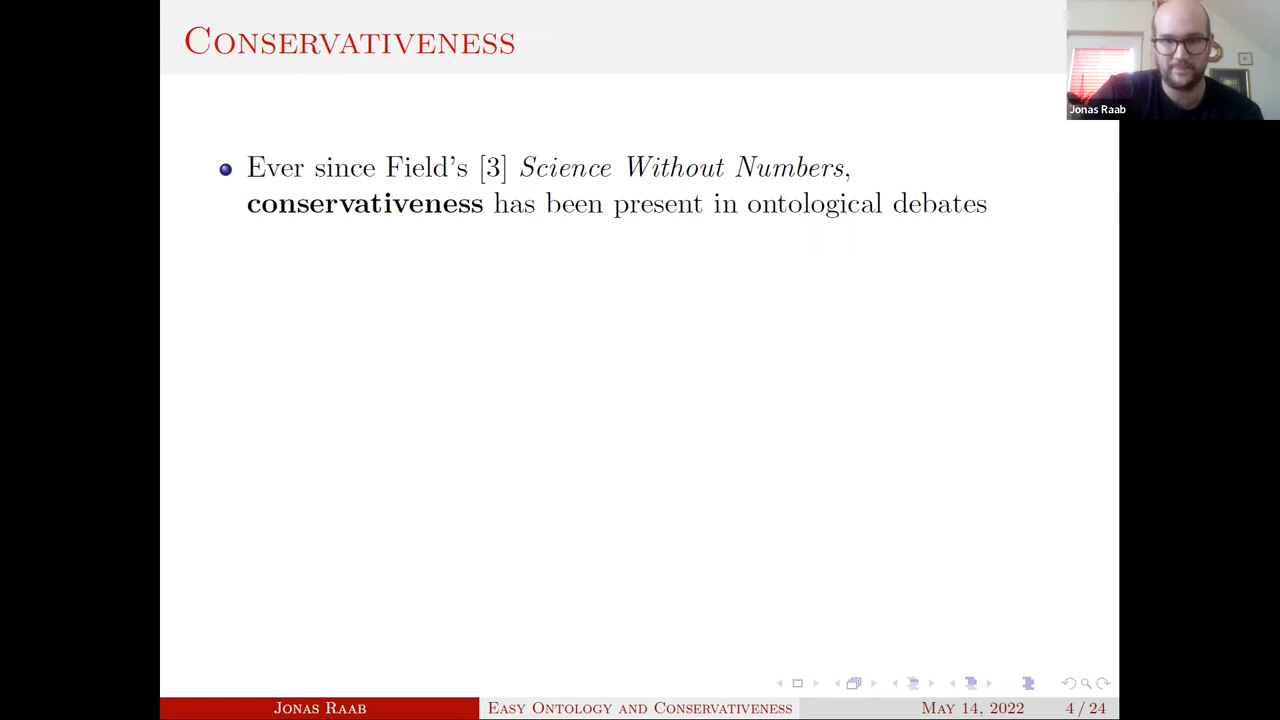 CONSERVATIVENESS
Jonas Raab
Ever since Field's [3] Science Without Numbers,
conservativeness has been present in ontological debates
JONAS RAAB
EASY ONTOLOGY AND CONSERVATIVENESS
MAY 14, 2022
4 / 24